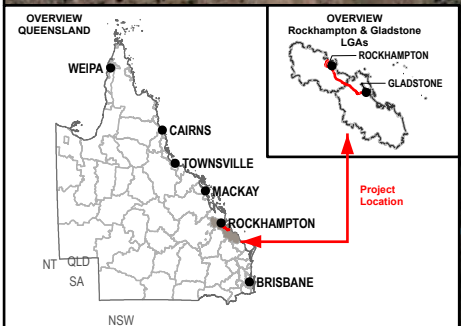 OVERVIEW
QUEENSLAND
WEIPA
CAIRNS
TOWNSVILLE
MACKAY
ROCKHAMPTON
BRISBANE
NT
QLD
SA
NSW
OVERVIEW
Rockhampton & Gladstone
LGAs
ROCKHAMPTON
GLADSTONE
Project
Location